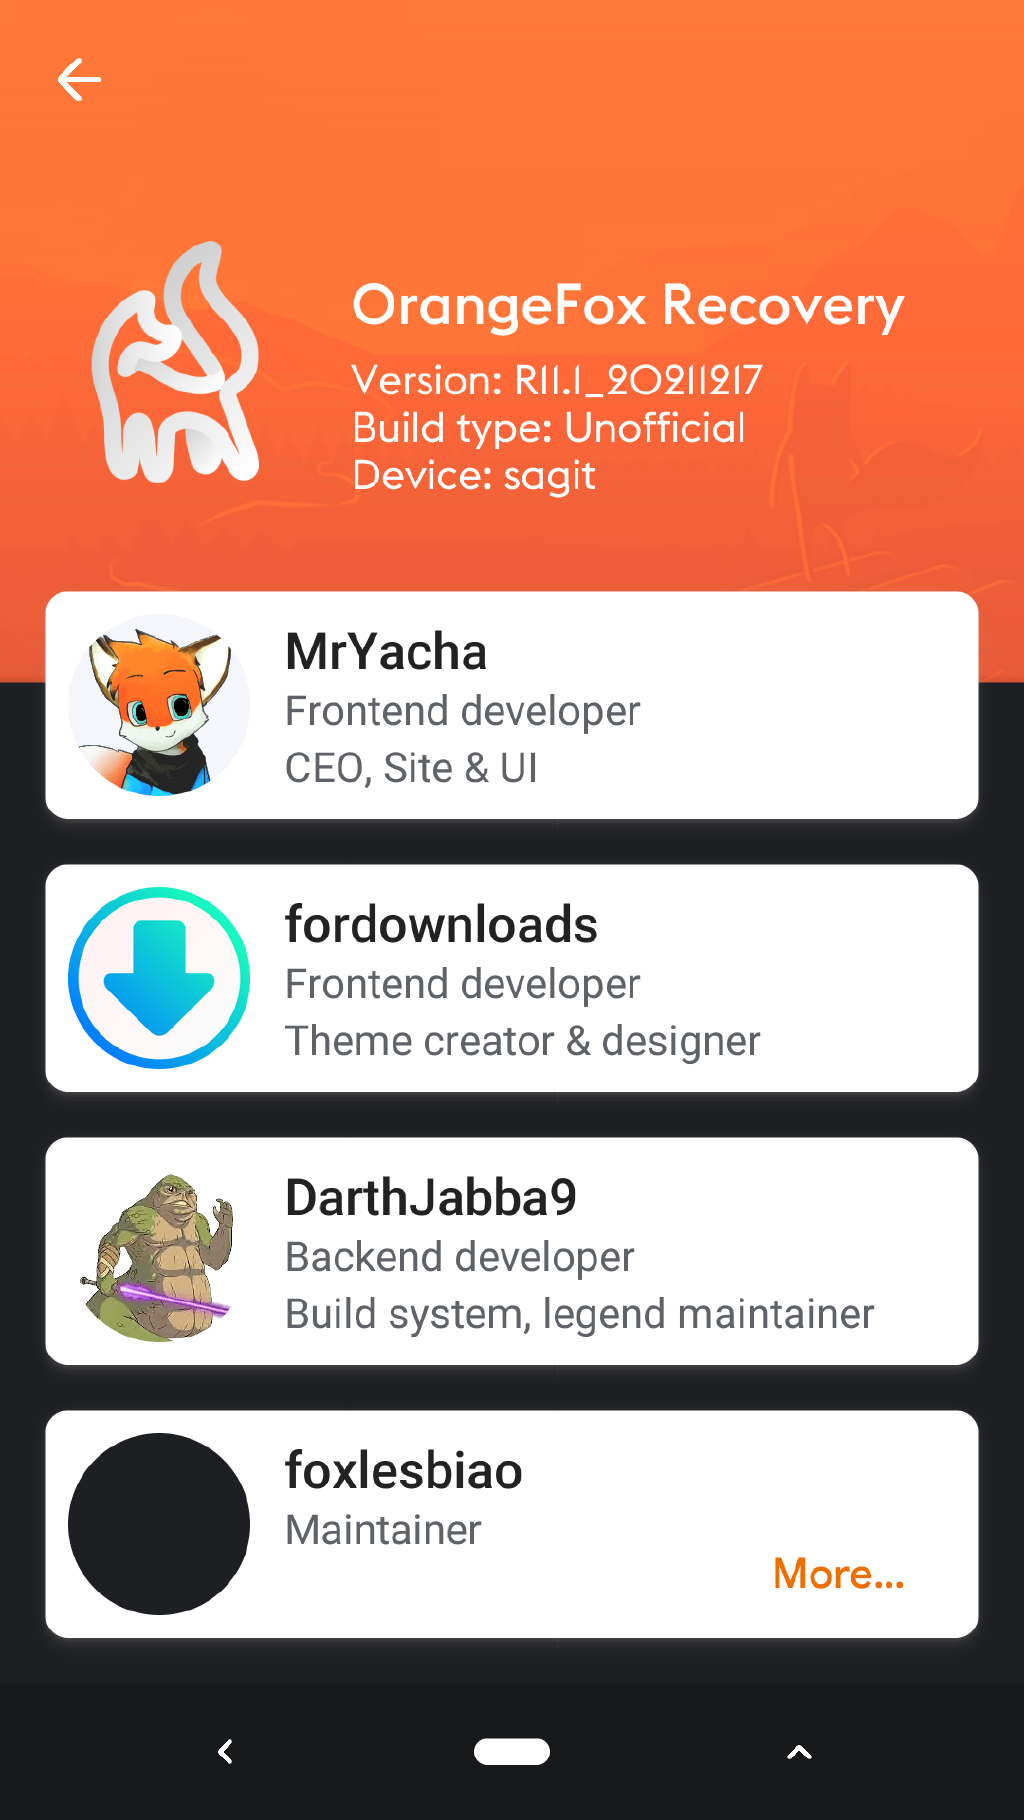 OrangeFox Recovery
Version: R11.1_20211217
Build type: Unofficial
Device: sagit
MrYacha
Frontend developer
CEO, Site & UI
fordownloads
Frontend developer
Theme creator & designer
DarthJabba9
Backend developer
Build system, legend maintainer
foxlesbiao
Maintainer
More...